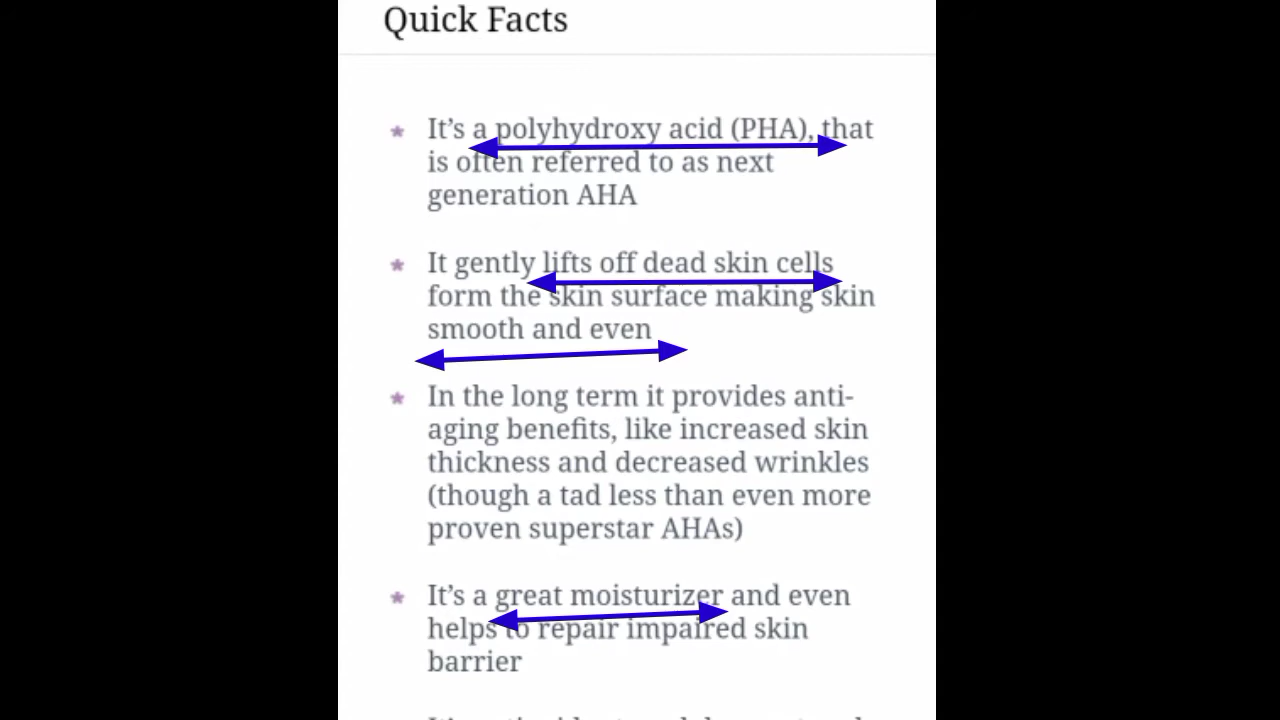 Quick Facts
* It's a polyhydroxy acid (PHA), that
is often referred to as next
generation AHA
* It gently lifts off dead skin cells
form the skin surface making skin
smooth and even
* In the long term it provides anti-
aging benefits, like increased skin
thickness and decreased wrinkles
(though a tad less than even more
proven superstar AHAs)
* It's a great moisturizer and even
helps to repair impaired skin
barrier